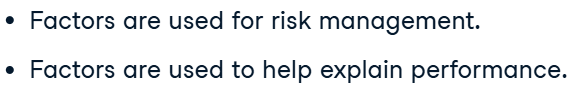 • Factors are used for risk management.
• Factors are used to help explain performance.